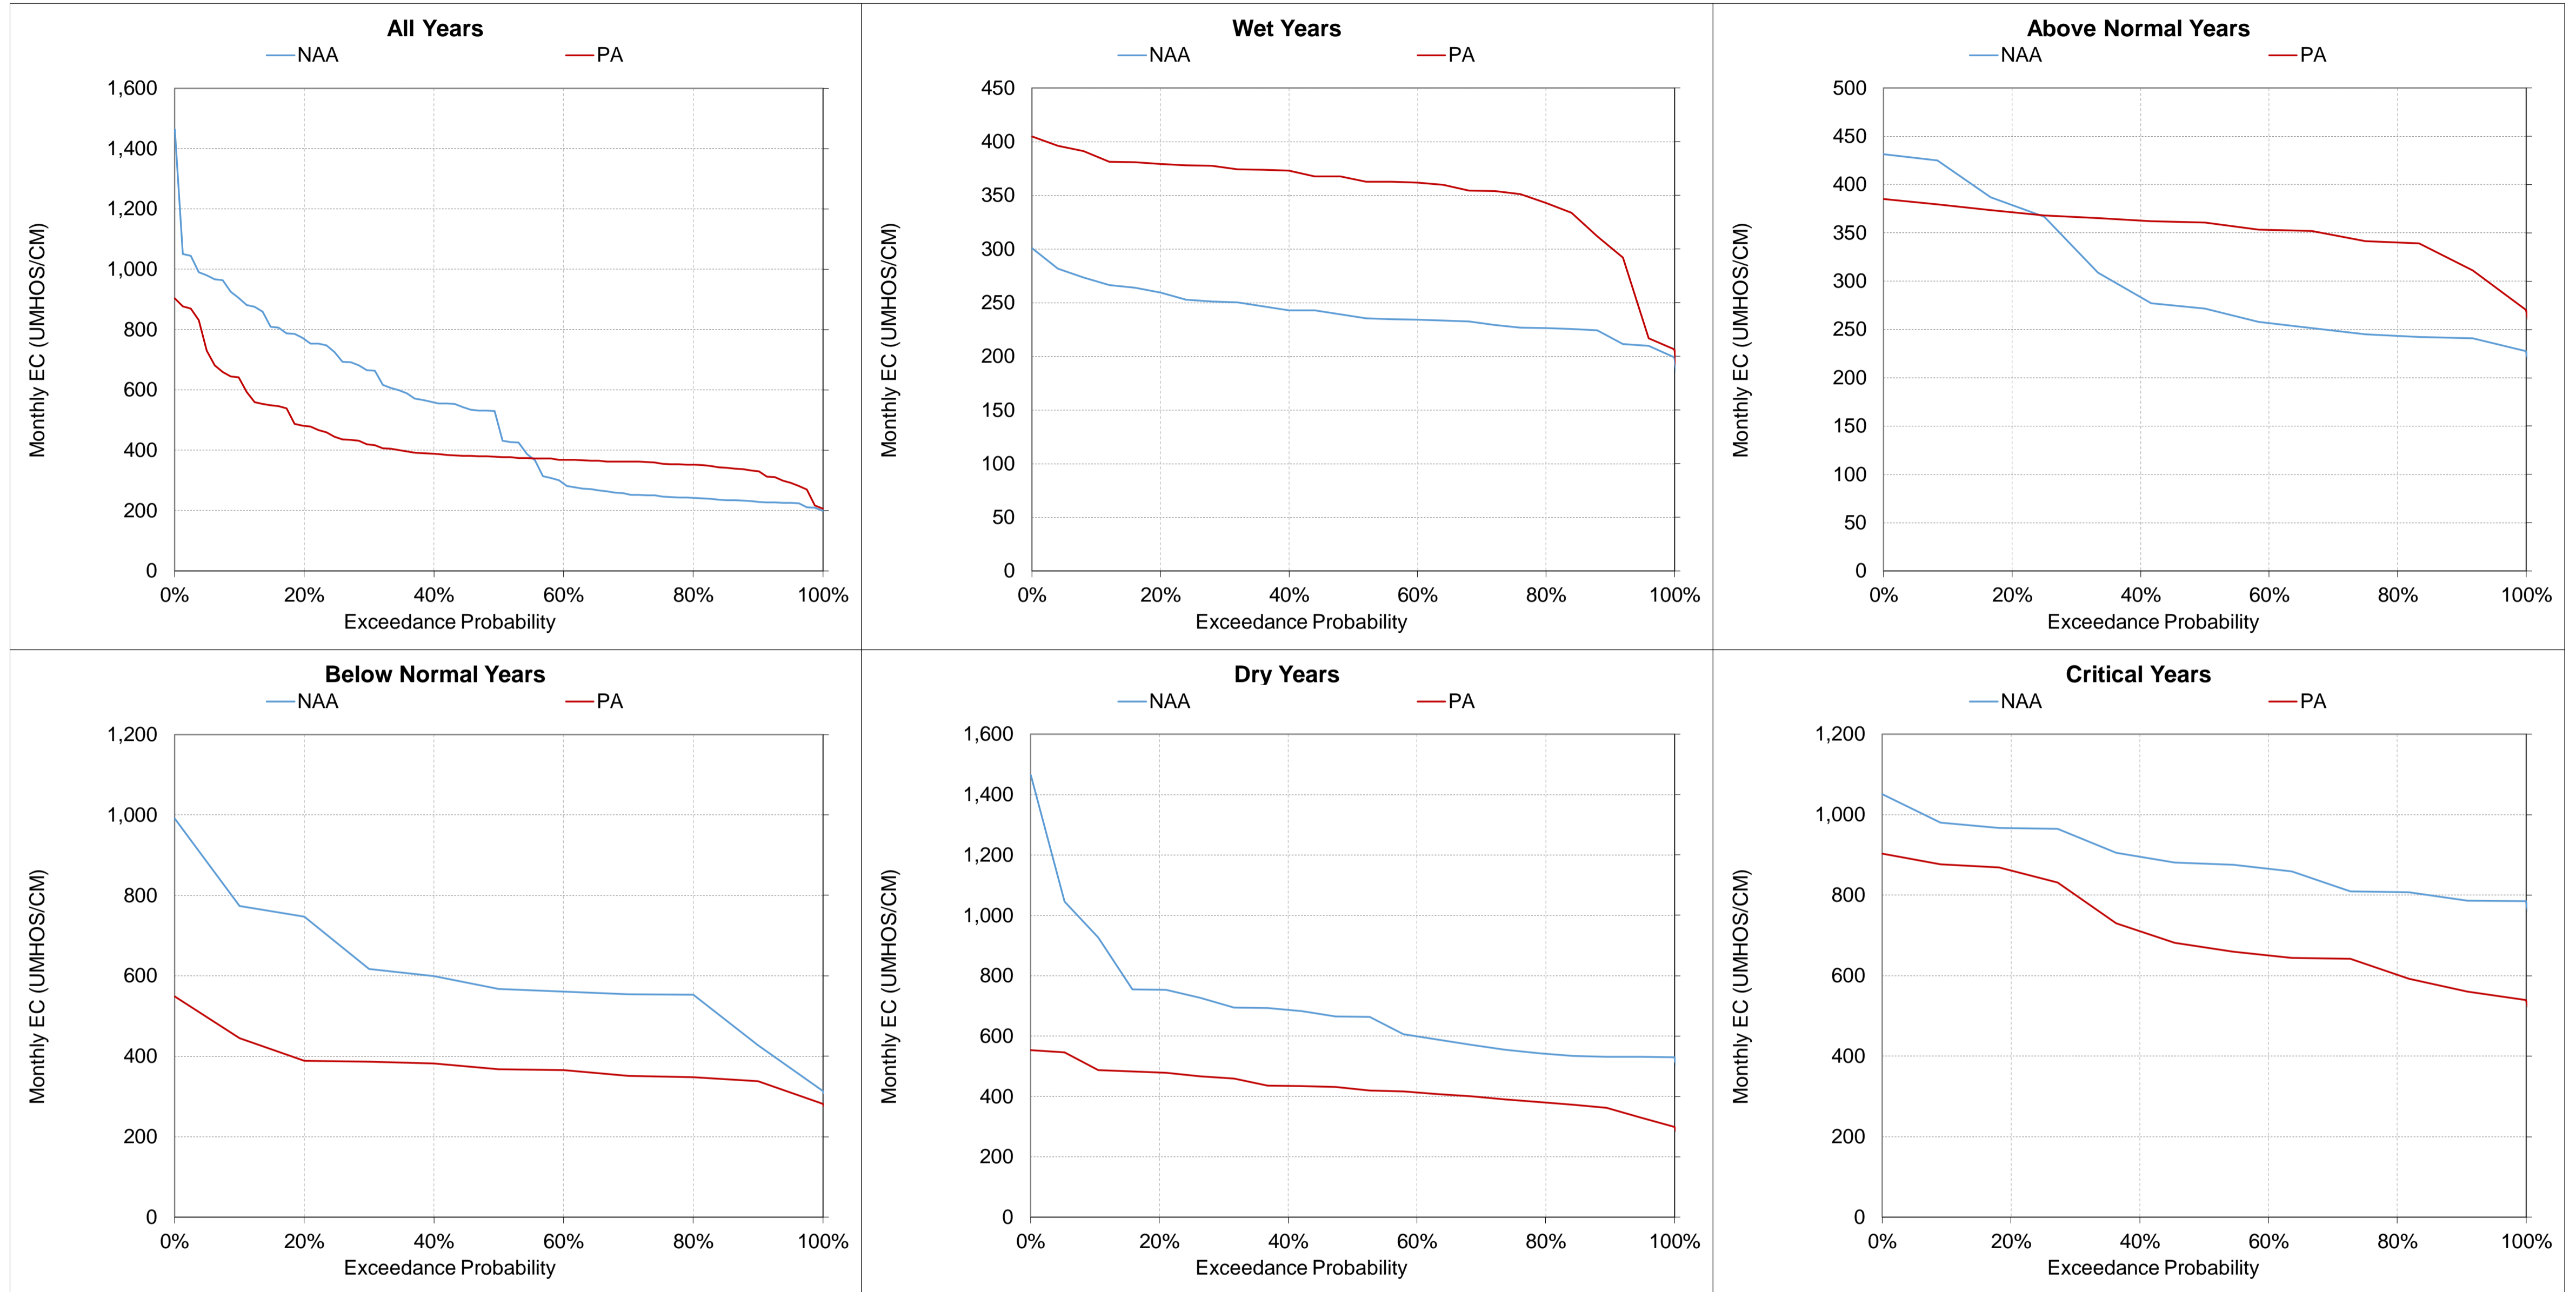 All Years
NAA PA
Monthly EC (UMHOS/CM)
1,600
1,400
1,200
1,000
800
600
400
200
0
0% 20% 40% 60% 80% 100%
Exceedance Probability
Wet Years
NAA PA
Monthly EC (UMHOS/CM)
450
400
350
300
250
200
150
100
50
0
0% 20% 40% 60% 80% 100%
Exceedance Probability
Above Normal Years
NAA PA
Monthly EC (UMHOS/CM)
500
450
400
350
300
250
200
150
100
50
0
0% 20% 40% 60% 80% 100%
Exceedance Probability
Below Normal Years
NAA PA
Monthly EC (UMHOS/CM)
1,200
1,000
800
600
400
200
0
0% 20% 40% 60% 80% 100%
Exceedance Probability
Dry Years
NAA PA
Monthly EC (UMHOS/CM)
1,600
1,400
1,200
1,000
800
600
400
200
0
0% 20% 40% 60% 80% 100%
Exceedance Probability
Critical Years
NAA PA
Monthly EC (UMHOS/CM)
1,200
1,000
800
600
400
200
0
0% 20% 40% 60% 80% 100%
Exceedance Probability